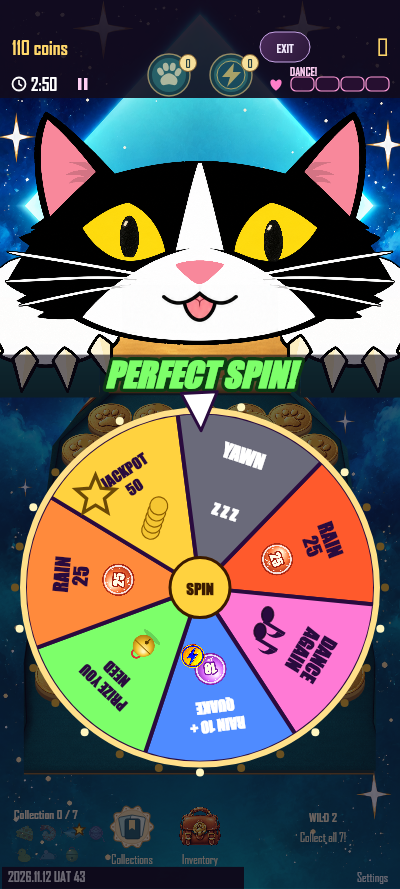 110 coins
EXIT
0
0
2:50
DANCE!
PERFECT SPIN!
YAWN
Z Z Z
JACKPOT
50
RAIN
25
25
RAIN
25
25
DANCE
AGAIN
PRIZE YOU
NEED
RAIN 10 +
QUAKE
10
SPIN
Collection 0 / 7
WILD 2
Collect all 7!
Collections
Inventory
2026.11.12 UAT 43
Settings